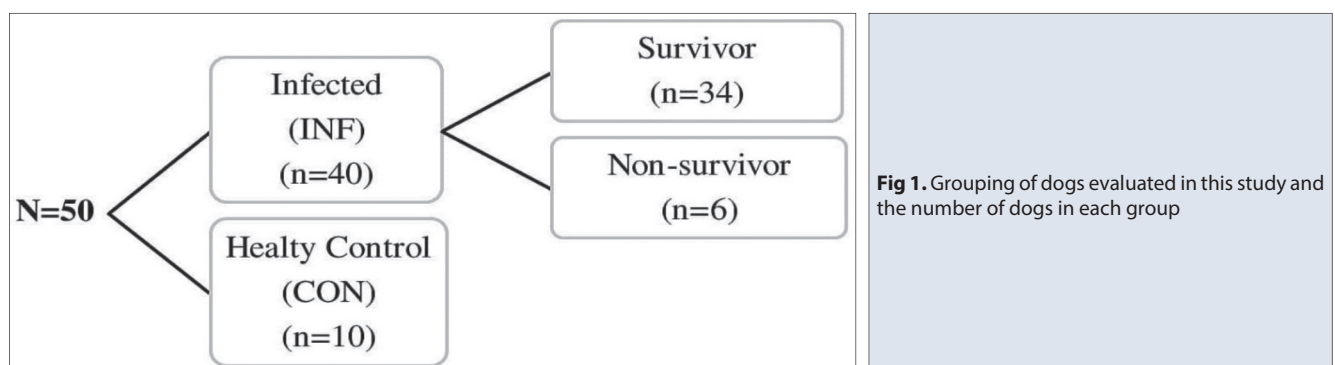 N=50
Infected
(INF)
(n=40)
Healty Control
(CON)
(n=10)
Survivor
(n=34)
Non-survivor
(n=6)
Fig 1. Grouping of dogs evaluated in this study and
the number of dogs in each group